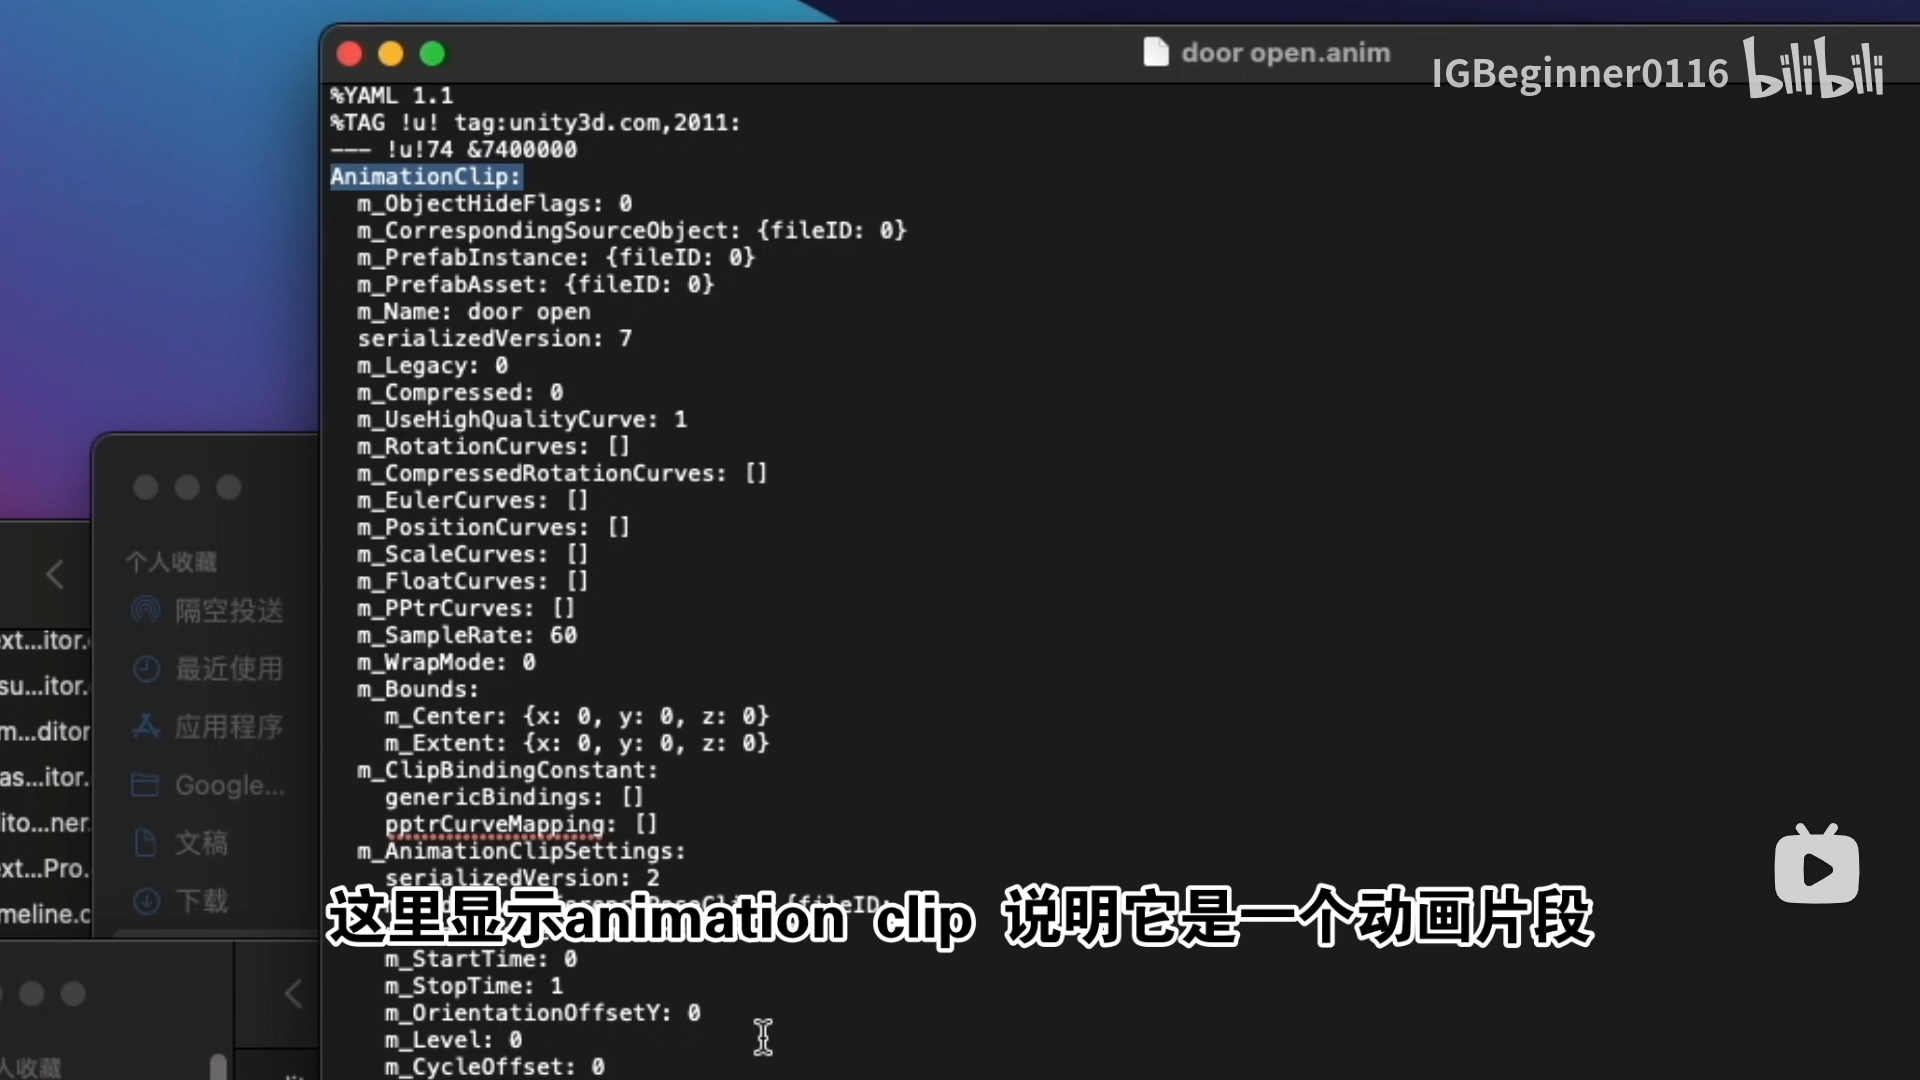 door open.anim
IGBeginner0116 bilibili
%YAML 1.1
%TAG !u! tag:unity3d.com,2011:
--- !u!74 &7400000
AnimationClip:
m_ObjectHideFlags: 0
m_CorrespondingSourceObject: {fileID: 0}
m_PrefabInstance: {fileID: 0}
m_PrefabAsset: {fileID: 0}
m_Name: door open
serializedVersion: 7
m_Legacy: 0
m_Compressed: 0
m_UseHighQualityCurve: 1
m_RotationCurves: []
m_CompressedRotationCurves: []
m_EulerCurves: []
m_PositionCurves: []
m_ScaleCurves: []
m_FloatCurves: []
m_PPtrCurves: []
m_SampleRate: 60
m_WrapMode: 0
m_Bounds:
m_Center: {x: 0, y: 0, z: 0}
m_Extent: {x: 0, y: 0, z: 0}
m_ClipBindingConstant:
genericBindings: []
pptrCurveMapping: []
m_AnimationClipSettings:
serializedVersion: 2
{fileID:
这里显示animation clip 说明它是一个动画片段
m_StartTime: 0
m_StopTime: 1
m_OrientationOffsetY: 0
m_Level: 0
m_CycleOffset: 0
个人收藏
隔空投送
最近使用
应用程序
Google...
文稿
下载
xt...itor.
su...itor.
m...ditor
as...itor.
ito...ner.
xt...Pro.
meline.c
人收藏